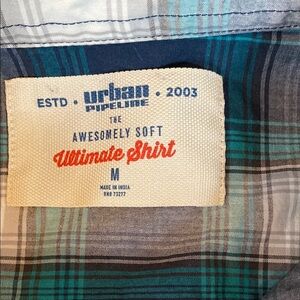 ESTD • urban • 2003
PIPELINE
THE
AWESOMELY SOFT
Ultimate Shirt
M
MADE IN INDIA
RN# 73277